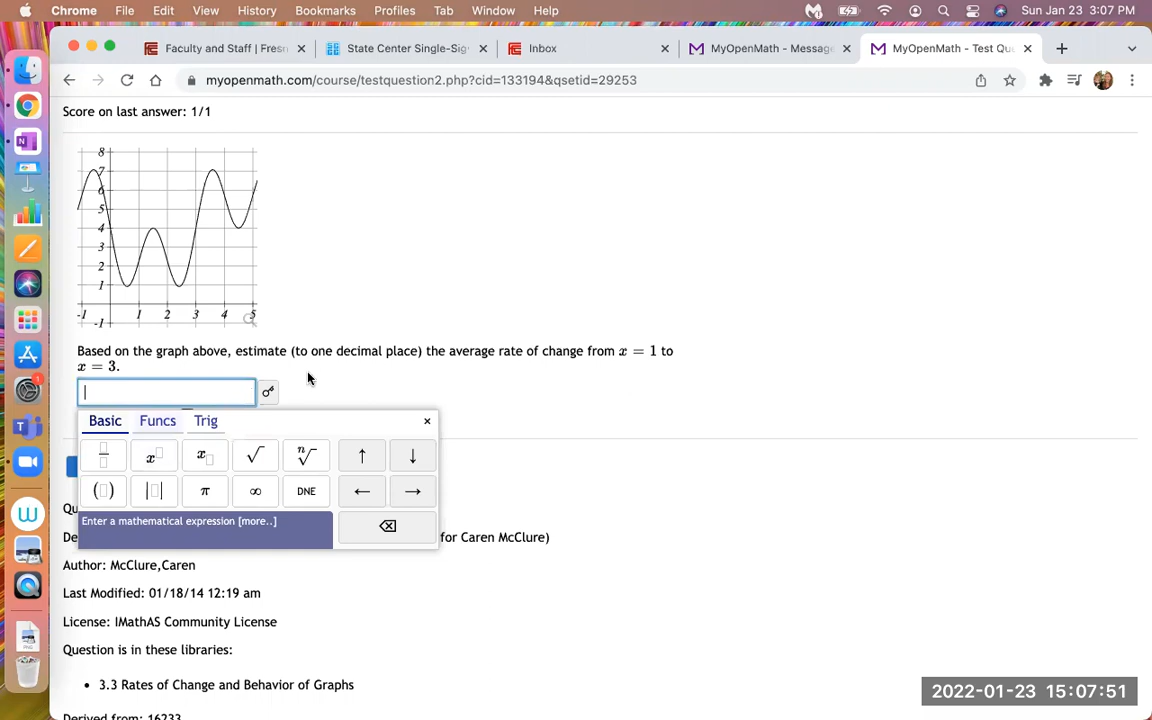 Chrome File Edit View History Bookmarks Profiles Tab Window Help Sun Jan 23 3:07 PM
Faculty and Staff | Fresn State Center Single-Sig Inbox MyOpenMath - Message MyOpenMath - Test Que
myopenmath.com/course/testquestion2.php?cid=133194&qsetid=29253
Score on last answer: 1/1
8
7
6
5
4
3
2
1
-1 1 2 3 4 5
-1
Based on the graph above, estimate (to one decimal place) the average rate of change from x = 1 to
x = 3.
Basic Funcs Trig ×
x x √ n√ ↑ ↓
(▯) |▯| π ∞ DNE ← →
Enter a mathematical expression [more..]
Qu
De for Caren McClure)
Author: McClure,Caren
Last Modified: 01/18/14 12:19 am
License: IMathAS Community License
Question is in these libraries:
• 3.3 Rates of Change and Behavior of Graphs
Derived from: 16233
2022-01-23 15:07:51